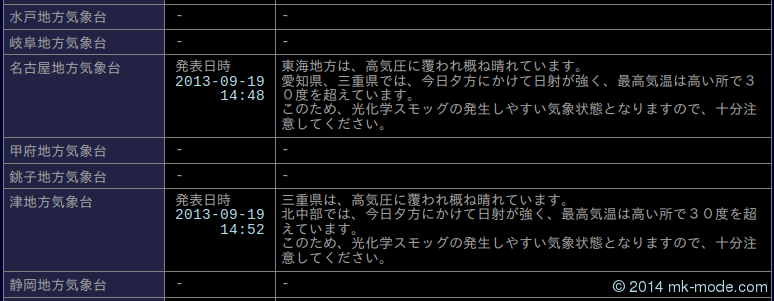 水戸地方気象台 - -
岐阜地方気象台 - -
名古屋地方気象台 発表日時 東海地方は、高気圧に覆われ概ね晴れています。
2013-09-19 愛知県、三重県では、今日夕方にかけて日射が強く、最高気温は高い所で３
14:48 ０度を超えています。
このため、光化学スモッグの発生しやすい気象状態となりますので、十分注
意してください。
甲府地方気象台 - -
銚子地方気象台 - -
津地方気象台 発表日時 三重県は、高気圧に覆われ概ね晴れています。
2013-09-19 北中部では、今日夕方にかけて日射が強く、最高気温は高い所で３０度を超
14:52 えています。
このため、光化学スモッグの発生しやすい気象状態となりますので、十分注
意してください。
静岡地方気象台 - -
© 2014 mk-mode.com